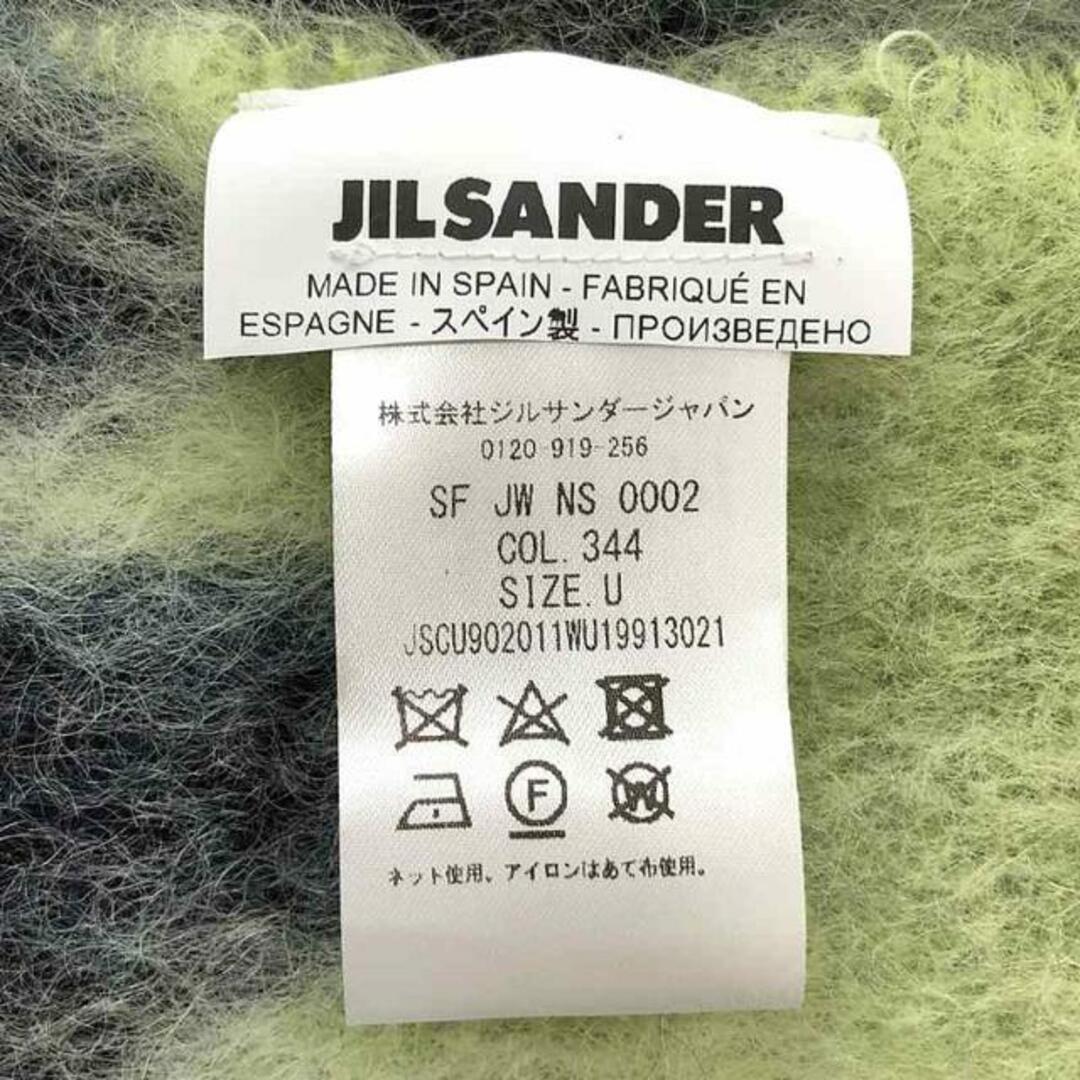 JIL SANDER
MADE IN SPAIN - FABRIQUÉ EN
ESPAGNE - スペイン製 - ПРОИЗВЕДЕНО
株式会社ジルサンダージャパン
0120-919-256
SF JW NS 0002
COL. 344
SIZE. U
JSCU902011WU19913021
F W
ネット使用、アイロンはあて布使用。